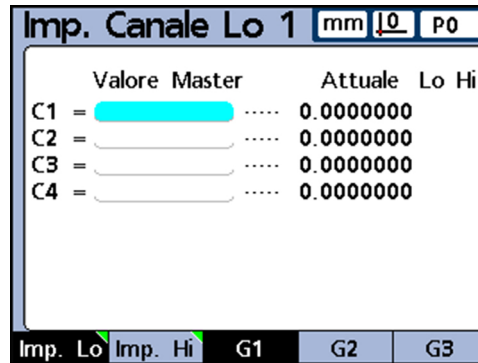 Imp. Canale Lo 1 mm 0 P0
Valore Master Attuale Lo Hi
C1 = ····· 0.0000000
C2 = ····· 0.0000000
C3 = ····· 0.0000000
C4 = ····· 0.0000000
Imp. Lo Imp. Hi G1 G2 G3